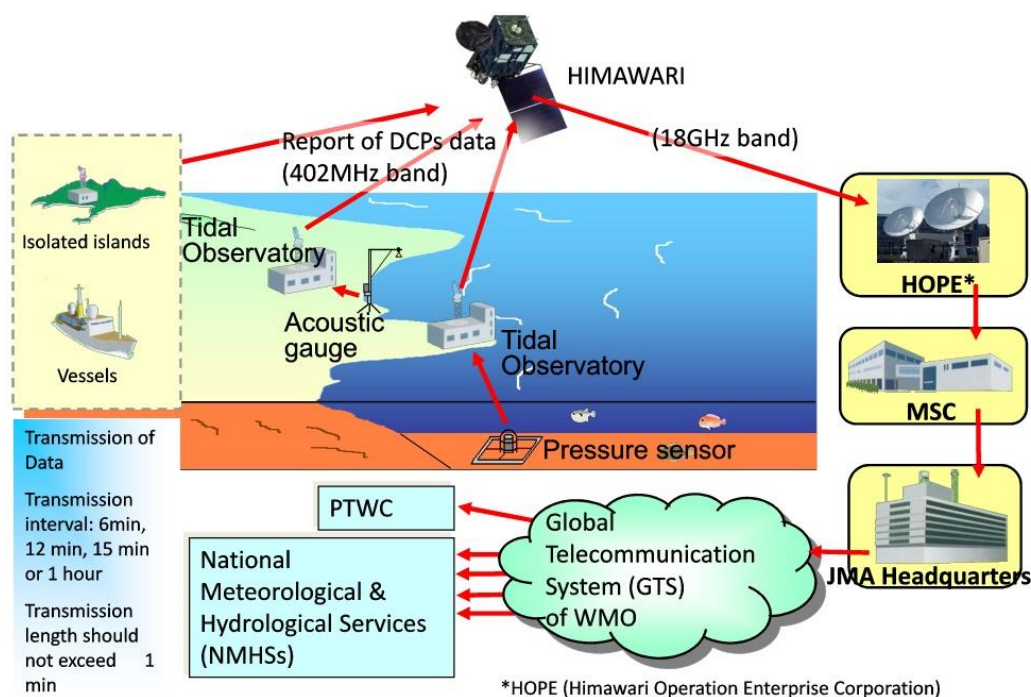 HIMAWARI
Report of DCPs data
(402MHz band)
(18GHz band)
Isolated islands
Vessels
Tidal
Observatory
Acoustic
gauge
Tidal
Observatory
Pressure sensor
HOPE*
MSC
JMA Headquarters
Transmission of
Data
Transmission
interval: 6min,
12 min, 15 min
or 1 hour
Transmission
length should
not exceed 1
min
PTWC
National
Meteorological &
Hydrological Services
(NMHSs)
Global
Telecommunication
System (GTS)
of WMO
*HOPE (Himawari Operation Enterprise Corporation)